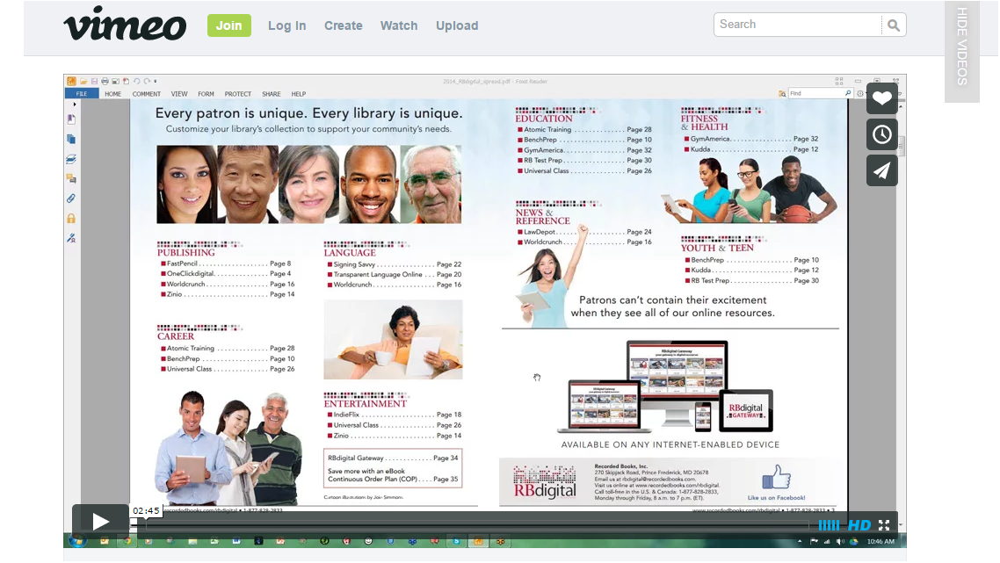 vimeo
Join Log In Create Watch Upload
Search
HIDE VIDEOS
2014_RBdigital_spread.pdf - Foxit Reader
FILE HOME COMMENT VIEW FORM PROTECT SHARE HELP
Find
Every patron is unique. Every library is unique.
Customize your library's collection to support your community's needs.
PUBLISHING
FastPencil . . . . . . . . . . . . . . . . . . . Page 8
OneClickdigital . . . . . . . . . . . . . . . Page 4
Worldcrunch . . . . . . . . . . . . . . . . . Page 16
Zinio . . . . . . . . . . . . . . . . . . . . . . . Page 14
CAREER
Atomic Training . . . . . . . . . . . . . . Page 28
BenchPrep . . . . . . . . . . . . . . . . . . Page 10
Universal Class . . . . . . . . . . . . . . . Page 26
LANGUAGE
Signing Savvy . . . . . . . . . . . . . . . . Page 22
Transparent Language Online . . . Page 20
Worldcrunch . . . . . . . . . . . . . . . . . Page 16
ENTERTAINMENT
IndieFlix . . . . . . . . . . . . . . . . . . . . Page 18
Universal Class . . . . . . . . . . . . . . . Page 26
Zinio . . . . . . . . . . . . . . . . . . . . . . . Page 14
RBdigital Gateway . . . . . . . . . . . . . Page 34
Save more with an eBook
Continuous Order Plan (COP) . . . . Page 35
Cartoon illustrations by Joan Simmons.
EDUCATION
Atomic Training . . . . . . . . . . . . . . Page 28
BenchPrep . . . . . . . . . . . . . . . . . . Page 10
GymAmerica . . . . . . . . . . . . . . . . . Page 32
RB Test Prep . . . . . . . . . . . . . . . . . Page 30
Universal Class . . . . . . . . . . . . . . . Page 26
NEWS &
REFERENCE
LawDepot . . . . . . . . . . . . . . . . . . . Page 24
Worldcrunch . . . . . . . . . . . . . . . . . Page 16
FITNESS
& HEALTH
GymAmerica . . . . . . . . . . . . . . . . . Page 32
Kudda . . . . . . . . . . . . . . . . . . . . . . Page 12
YOUTH & TEEN
BenchPrep . . . . . . . . . . . . . . . . . . Page 10
Kudda . . . . . . . . . . . . . . . . . . . . . . Page 12
RB Test Prep . . . . . . . . . . . . . . . . . Page 30
Patrons can't contain their excitement
when they see all of our online resources.
RBdigital Gateway
RBdigital Gateway
RBdigital
GATEWAY
AVAILABLE ON ANY INTERNET-ENABLED DEVICE
RBdigital
Recorded Books, Inc.
270 Skipjack Road, Prince Frederick, MD 20678
Email us at rbdigital@recordedbooks.com.
Visit us online at www.recordedbooks.com/rbdigital.
Call toll-free in the U.S. & Canada: 1-877-828-2833,
Monday through Friday, 8 a.m. to 7 p.m. (ET).
Like us on Facebook!
02:45
recordedbooks.com/rbdigital • 1-877-828-2833
www.recordedbooks.com/rbdigital • 1-877-828-2833 • 3
HD
10:46 AM